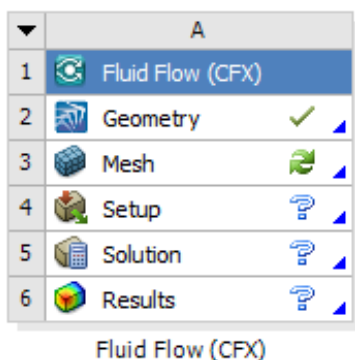 A
1 Fluid Flow (CFX)
2 Geometry
3 Mesh
4 Setup
5 Solution
6 Results
Fluid Flow (CFX)